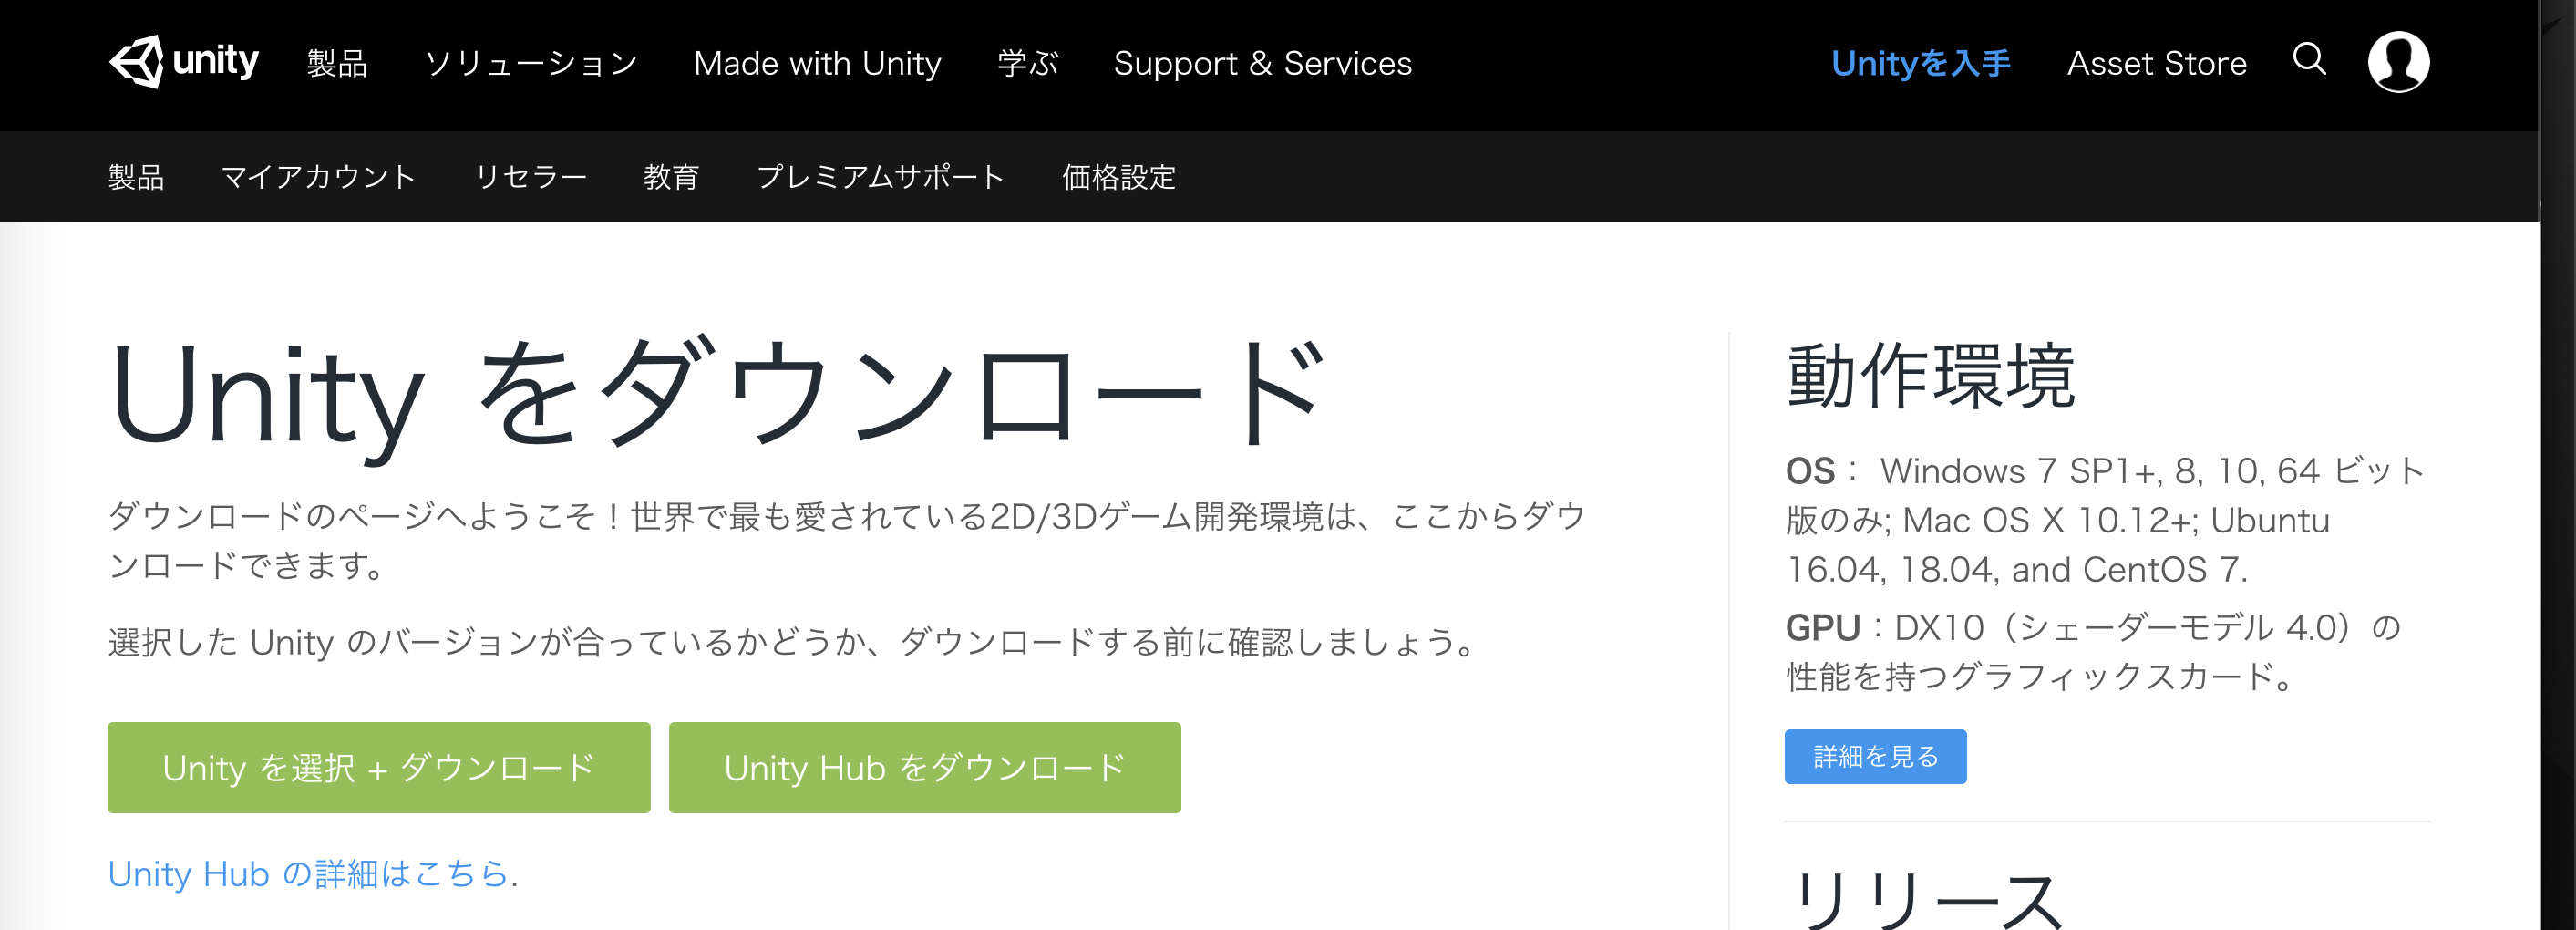 unity 製品 ソリューション Made with Unity 学ぶ Support & Services Unityを入手 Asset Store
製品 マイアカウント リセラー 教育 プレミアムサポート 価格設定
Unity をダウンロード
ダウンロードのページへようこそ！世界で最も愛されている2D/3Dゲーム開発環境は、ここからダウ
ンロードできます。
選択した Unity のバージョンが合っているかどうか、ダウンロードする前に確認しましょう。
Unity を選択 + ダウンロード
Unity Hub をダウンロード
Unity Hub の詳細はこちら.
動作環境
OS： Windows 7 SP1+, 8, 10, 64 ビット
版のみ; Mac OS X 10.12+; Ubuntu
16.04, 18.04, and CentOS 7.
GPU：DX10（シェーダーモデル 4.0）の
性能を持つグラフィックスカード。
詳細を見る
リリース